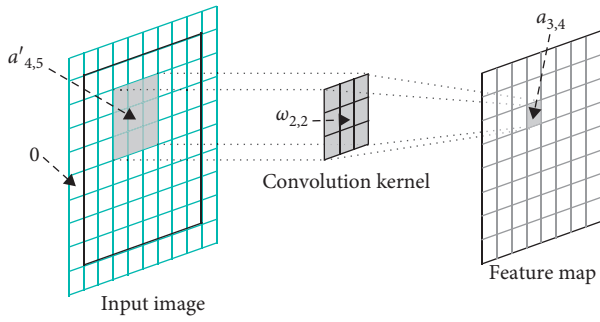 a′4,5
0
Input image
ω2,2
Convolution kernel
a3,4
Feature map